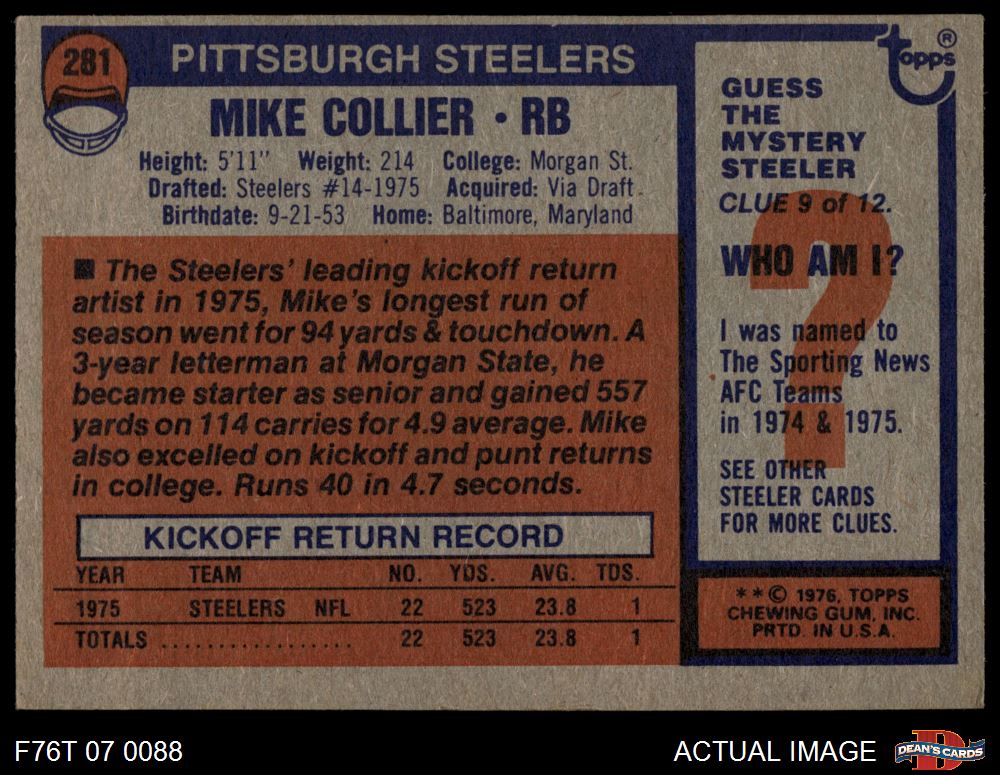 281
PITTSBURGH STEELERS
MIKE COLLIER • RB
Height: 5'11" Weight: 214 College: Morgan St.
Drafted: Steelers #14-1975 Acquired: Via Draft
Birthdate: 9-21-53 Home: Baltimore, Maryland
■ The Steelers' leading kickoff return
artist in 1975, Mike's longest run of
season went for 94 yards & touchdown. A
3-year letterman at Morgan State, he
became starter as senior and gained 557
yards on 114 carries for 4.9 average. Mike
also excelled on kickoff and punt returns
in college. Runs 40 in 4.7 seconds.
KICKOFF RETURN RECORD
YEAR TEAM NO. YDS. AVG. TDS.
1975 STEELERS NFL 22 523 23.8 1
TOTALS .................. 22 523 23.8 1
topps ®
GUESS
THE
MYSTERY
STEELER
CLUE 9 of 12.
?
WHO AM I?
I was named to
The Sporting News
AFC Teams
in 1974 & 1975.
SEE OTHER
STEELER CARDS
FOR MORE CLUES.
* * © 1976, TOPPS
CHEWING GUM, INC.
PRTD. IN U.S.A.
F76T 07 0088
ACTUAL IMAGE
D
DEAN'S CARDS